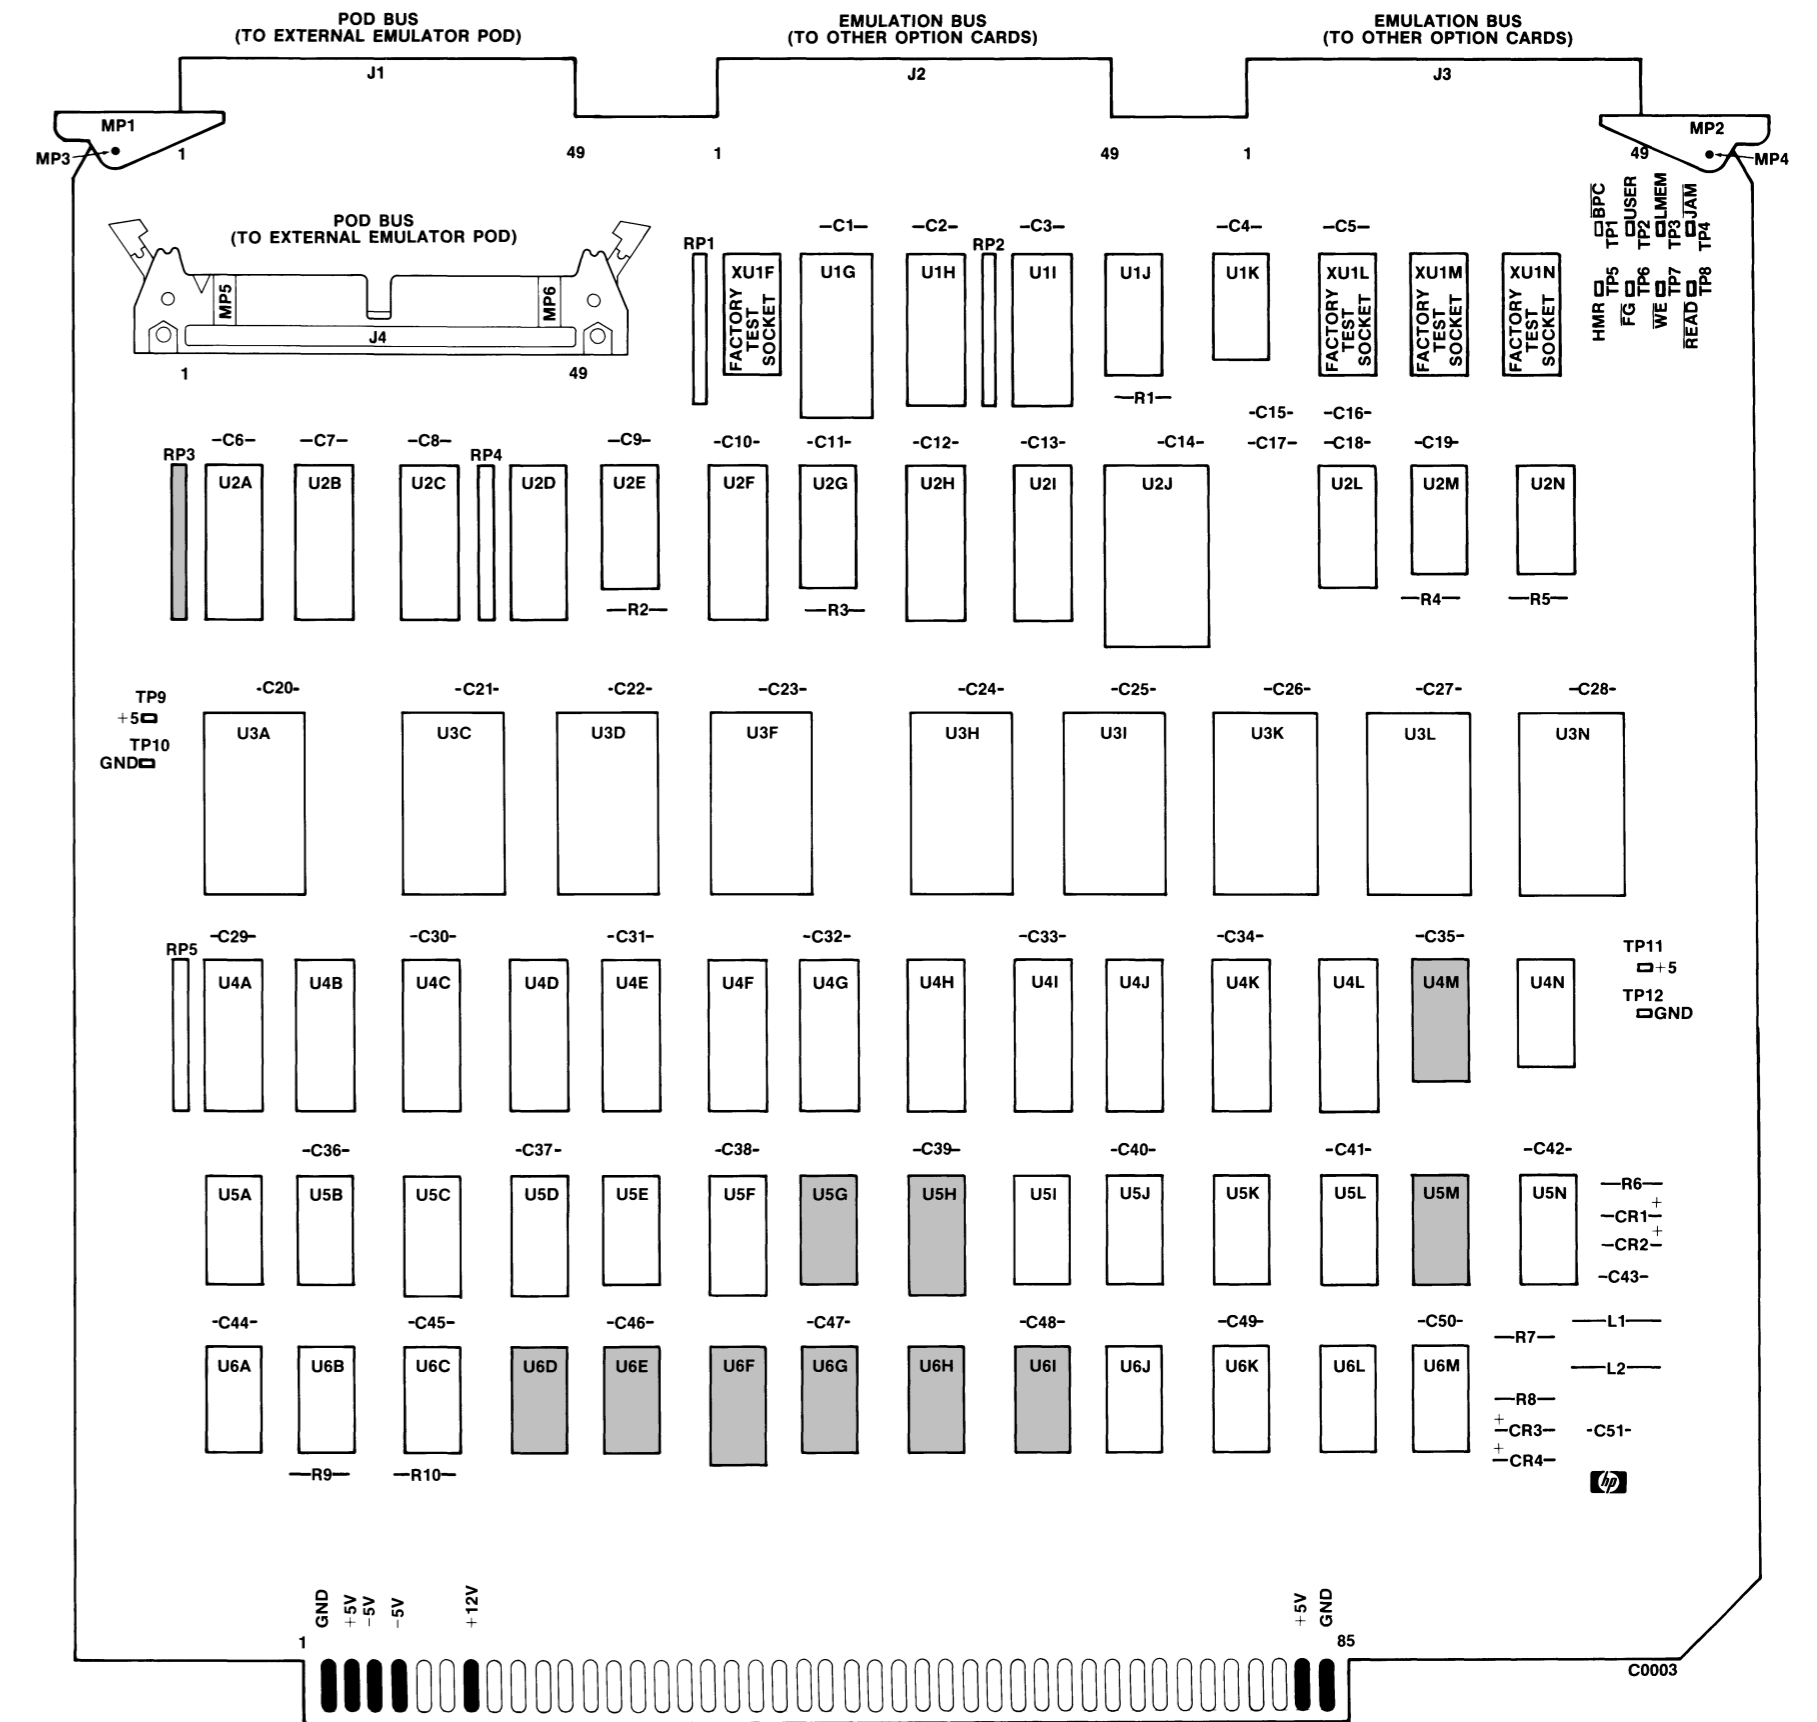 POD BUS
(TO EXTERNAL EMULATOR POD)
EMULATION BUS
(TO OTHER OPTION CARDS)
EMULATION BUS
(TO OTHER OPTION CARDS)
J1 J2 J3
MP1 MP2
MP3 1 49 1 49 1 49 MP4
BPC USER LMEM JAM
TP1 TP2 TP3 TP4
POD BUS
(TO EXTERNAL EMULATOR POD)
-C1- -C2- -C3- -C4- -C5-
RP1 RP2
XU1F U1G U1H U1I U1J U1K XU1L XU1M XU1N
FACTORY TEST SOCKET
FACTORY TEST SOCKET
FACTORY TEST SOCKET
FACTORY TEST SOCKET
TP5 TP6 TP7 TP8
HMR FG WE READ
MP5 MP6
J4
1 49
-R1-
-C15- -C16-
-C6- -C7- -C8- -C9- -C10- -C11- -C12- -C13- -C14- -C17- -C18- -C19-
RP3 RP4
U2A U2B U2C U2D U2E U2F U2G U2H U2I U2J U2L U2M U2N
-R2- -R3- -R4- -R5-
-C20- -C21- -C22- -C23- -C24- -C25- -C26- -C27- -C28-
TP9
+5
TP10
GND
U3A U3C U3D U3F U3H U3I U3K U3L U3N
-C29- -C30- -C31- -C32- -C33- -C34- -C35-
RP5
U4A U4B U4C U4D U4E U4F U4G U4H U4I U4J U4K U4L U4M U4N
TP11
+5
TP12
GND
-C36- -C37- -C38- -C39- -C40- -C41- -C42-
U5A U5B U5C U5D U5E U5F U5G U5H U5I U5J U5K U5L U5M U5N
-R6-
+
-CR1-
+
-CR2-
-C43-
-C44- -C45- -C46- -C47- -C48- -C49- -C50-
-L1-
-R7-
U6A U6B U6C U6D U6E U6F U6G U6H U6I U6J U6K U6L U6M
-L2-
-R8-
+
-CR3- -C51-
+
-CR4-
-R9- -R10-
hp
GND +5V -5V -5V +12V +5V GND
1 85
C0003